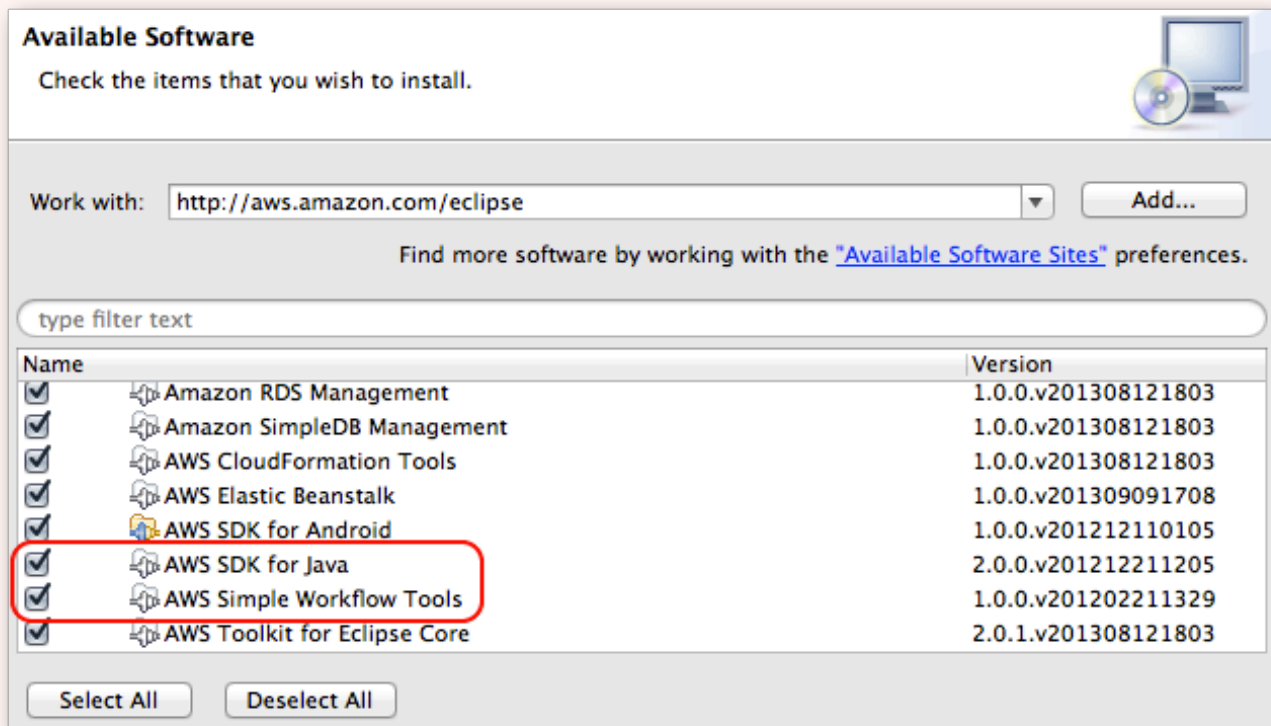 Available Software
Check the items that you wish to install.
Work with: http://aws.amazon.com/eclipse Add...
Find more software by working with the "Available Software Sites" preferences.
type filter text
Name Version
Amazon RDS Management 1.0.0.v201308121803
Amazon SimpleDB Management 1.0.0.v201308121803
AWS CloudFormation Tools 1.0.0.v201308121803
AWS Elastic Beanstalk 1.0.0.v201309091708
AWS SDK for Android 1.0.0.v201212110105
AWS SDK for Java 2.0.0.v201212211205
AWS Simple Workflow Tools 1.0.0.v201202211329
AWS Toolkit for Eclipse Core 2.0.1.v201308121803
Select All Deselect All